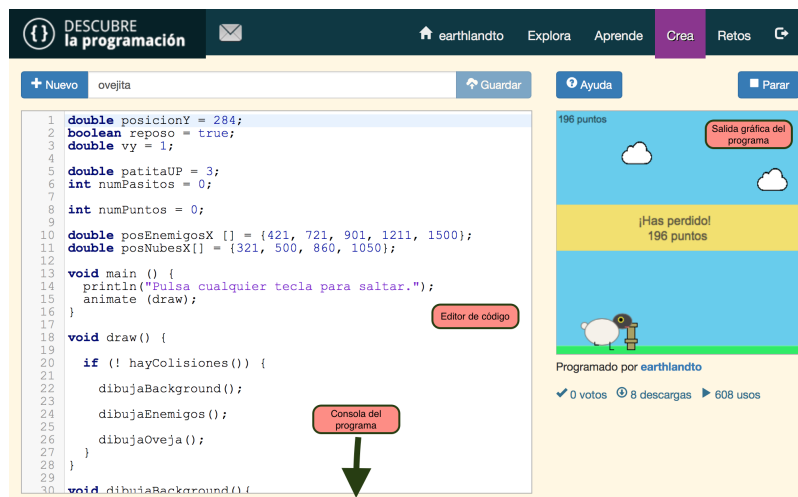 {} DESCUBRE
la programación
earthlandto Explora Aprende Crea Retos
+ Nuevo ovejita Guardar
Ayuda Parar
1 double posicionY = 284;
2 boolean reposo = true;
3 double vy = 1;
4
5 double patitaUP = 3;
6 int numPasitos = 0;
7
8 int numPuntos = 0;
9
10 double posEnemigosX [] = {421, 721, 901, 1211, 1500};
11 double posNubesX[] = {321, 500, 860, 1050};
12
13 void main () {
14 println("Pulsa cualquier tecla para saltar.");
15 animate (draw);
16 }
17
18 void draw() {
19
20 if (! hayColisiones()) {
21
22 dibujaBackground();
23
24 dibujaEnemigos();
25
26 dibujaOveja();
27 }
28 }
29
30 void dibujaBackground(){
Editor de código
Consola del
programa
196 puntos
Salida gráfica del
programa
¡Has perdido!
196 puntos
Programado por earthlandto
0 votos 8 descargas 608 usos